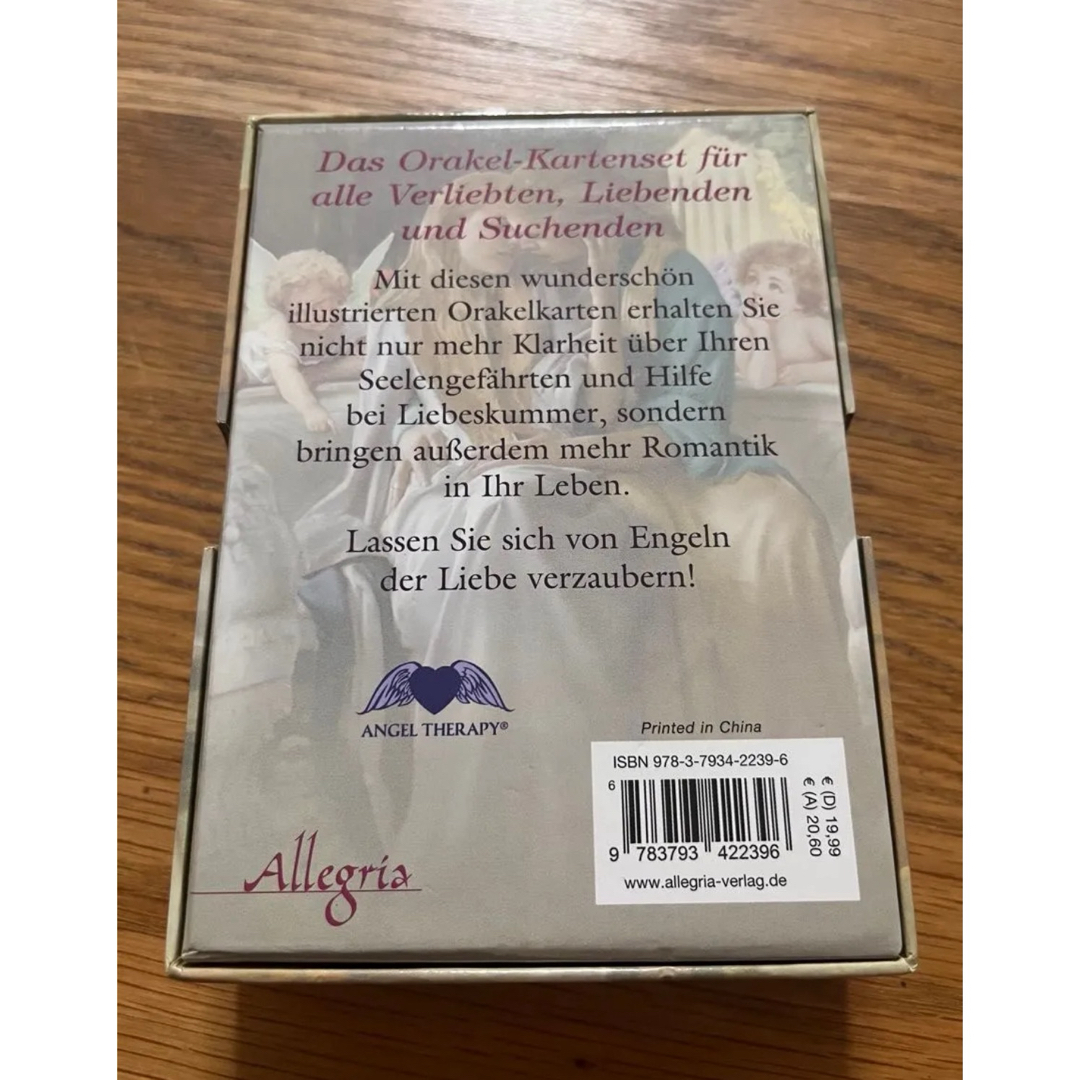 Das Orakel-Kartenset für
alle Verliebten, Liebenden
und Suchenden
Mit diesen wunderschön
illustrierten Orakelkarten erhalten Sie
nicht nur mehr Klarheit über Ihren
Seelengefährten und Hilfe
bei Liebeskummer, sondern
bringen außerdem mehr Romantik
in Ihr Leben.
Lassen Sie sich von Engeln
der Liebe verzaubern!
ANGEL THERAPY®
Printed in China
ISBN 978-3-7934-2239-6
6
9 783793 422396
€ (D) 19,99
€ (A) 20,60
www.allegria-verlag.de
Allegria